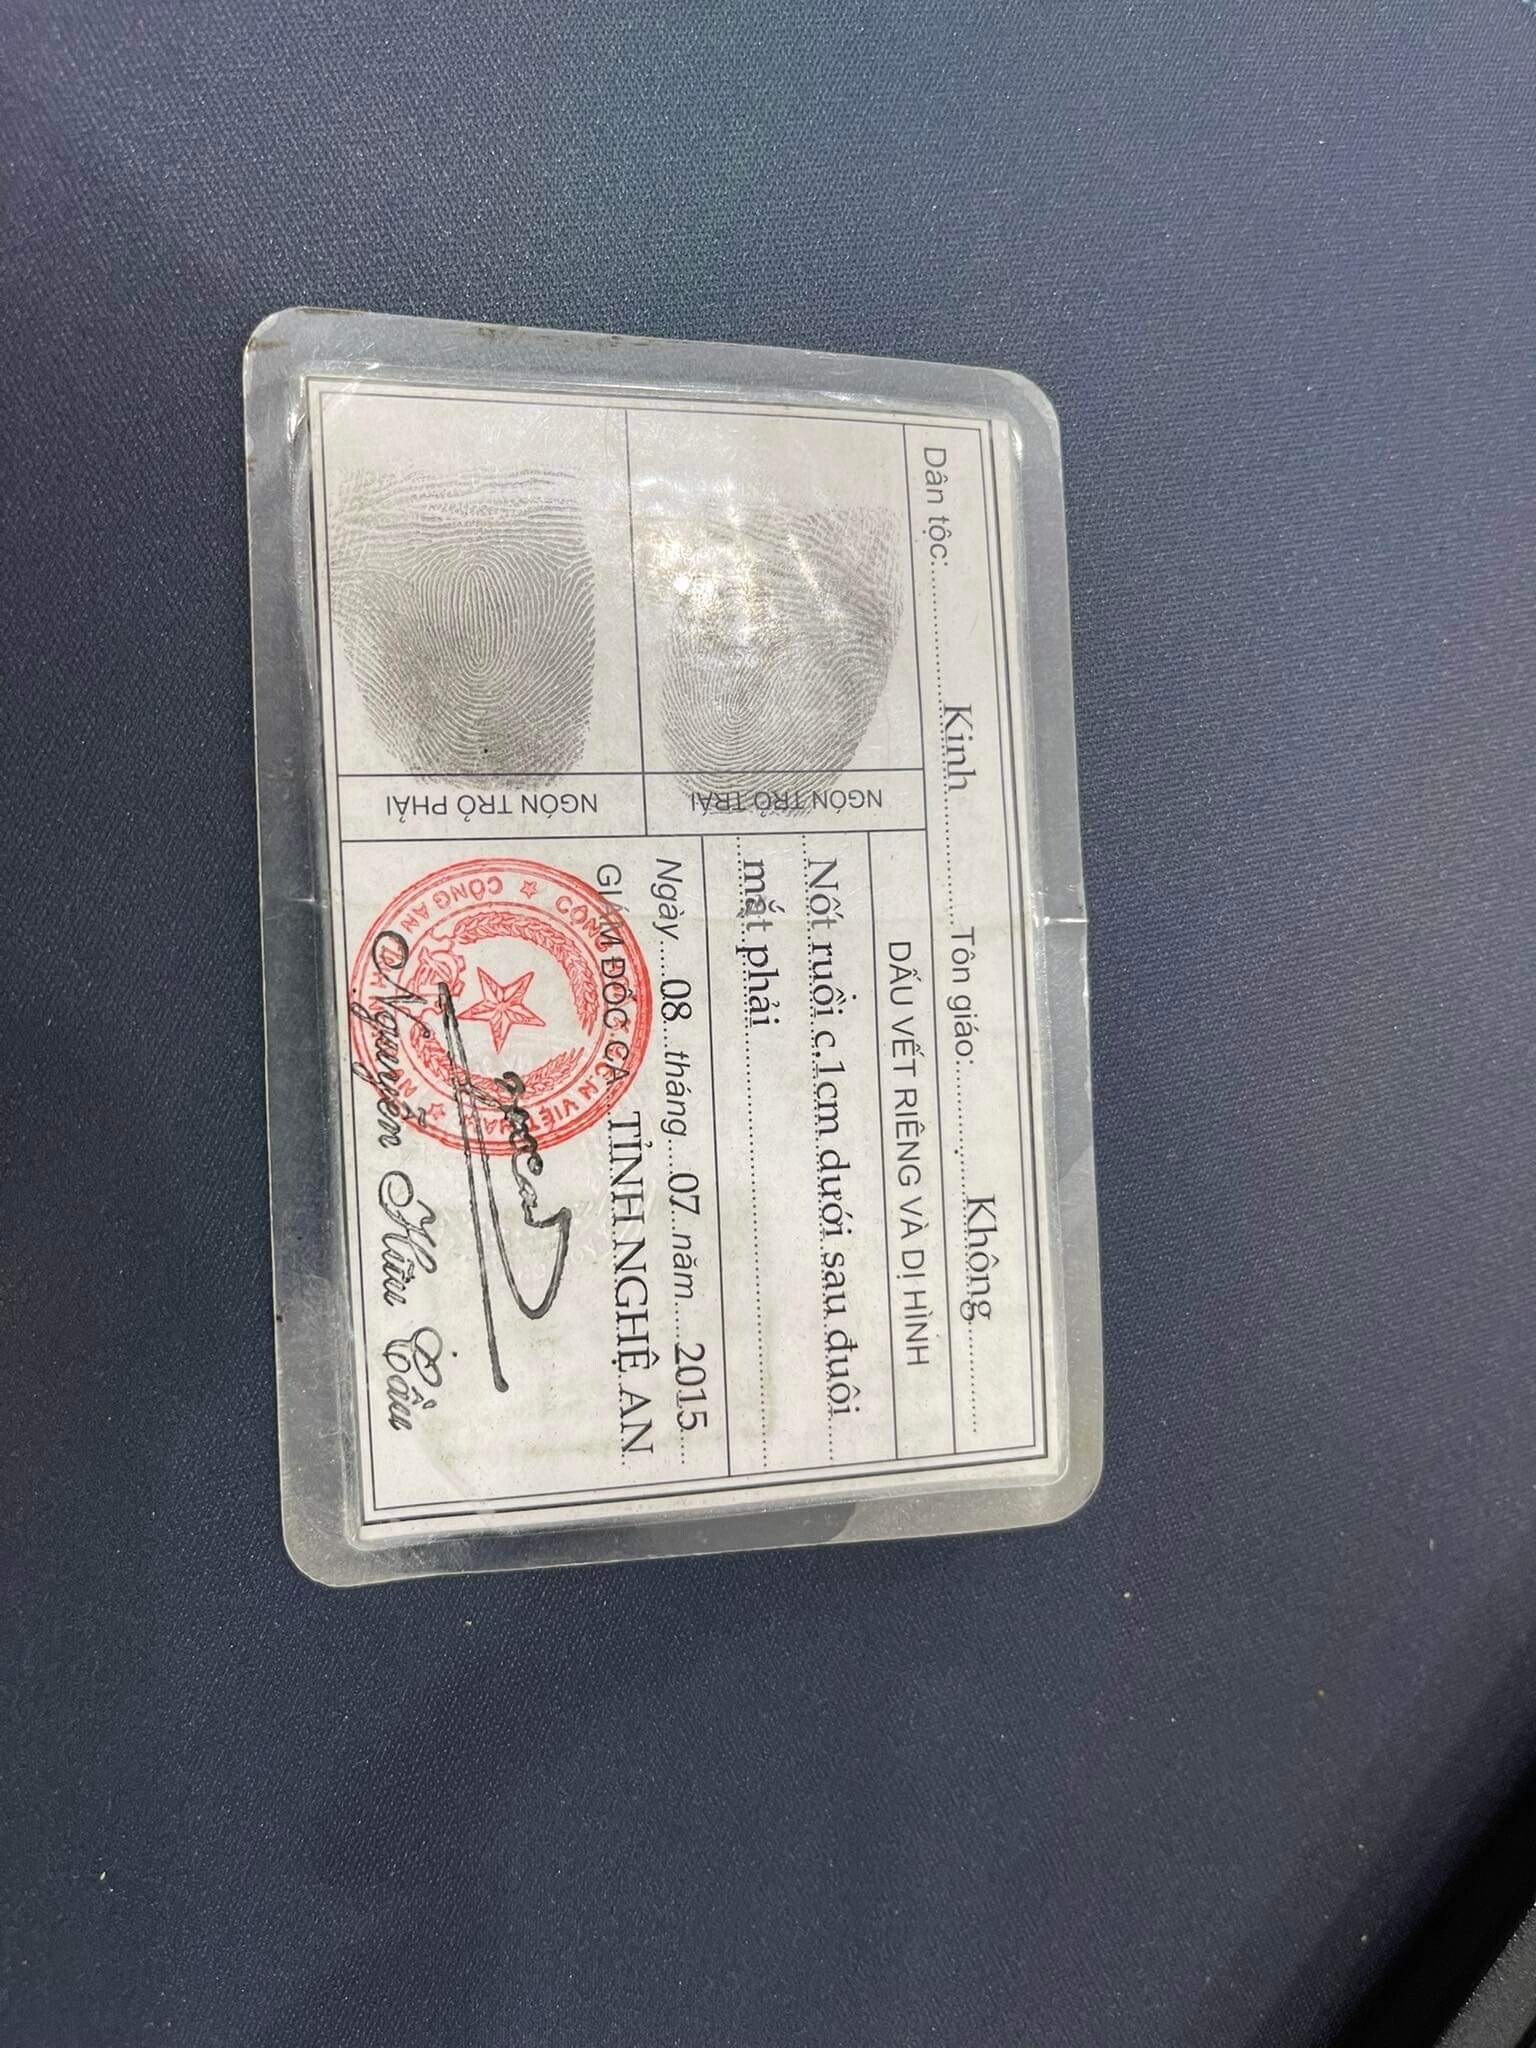 Dân tộc: Kinh Tôn giáo: Không
NGÓN TRỎ TRÁI
DẤU VẾT RIÊNG VÀ DỊ HÌNH
Nốt ruồi c.1cm dưới sau đuôi
mắt phải
NGÓN TRỎ PHẢI
Ngày 08 tháng 07 năm 2015
GIÁM ĐỐC CA TỈNH NGHỆ AN
CÔNG AN
Nguyễn Hữu Cầu